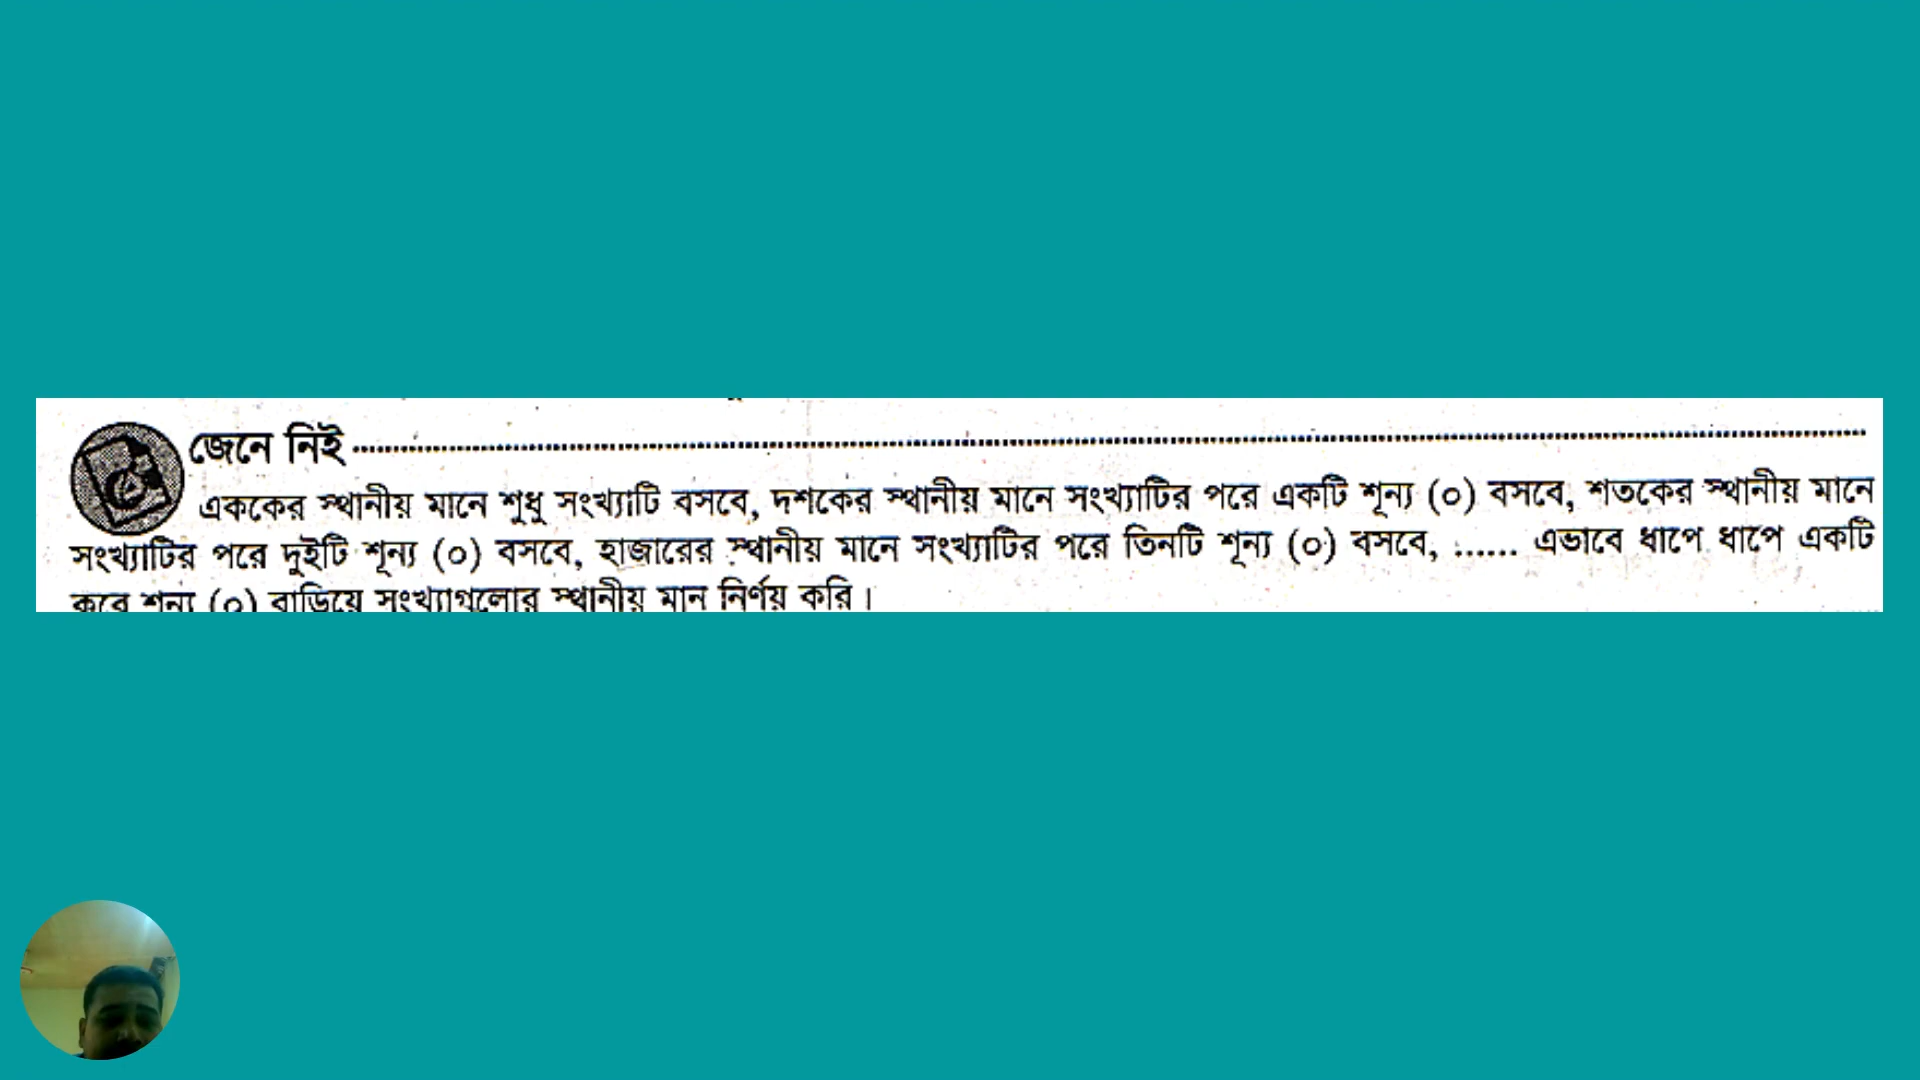 জেনে নিই
এককের স্থানীয় মানে শুধু সংখ্যাটি বসবে, দশকের স্থানীয় মানে সংখ্যাটির পরে একটি শূন্য (০) বসবে, শতকের স্থানীয় মানে
সংখ্যাটির পরে দুইটি শূন্য (০) বসবে, হাজারের স্থানীয় মানে সংখ্যাটির পরে তিনটি শূন্য (০) বসবে, ...... এভাবে ধাপে ধাপে একটি
করে শূন্য (০) বাড়িয়ে সংখ্যাগুলোর স্থানীয় মান নির্ণয় করি।